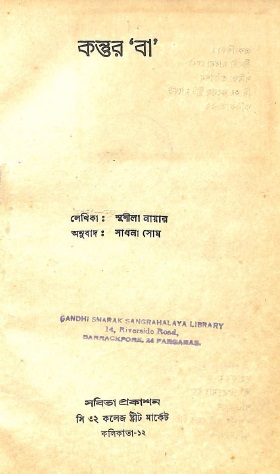 কস্তুর 'বা'
লেখিকা : সুশীলা নায়ার
অনুবাদ : সাধনা সোম
GANDHI SMARAK SANGRAHALAYA LIBRARY
14, Riverside Road,
BARRACKPORE, 24 PARGANAS.
সবিতা প্রকাশন
সি ৩২ কলেজ স্ট্রীট মার্কেট
কলিকাতা-১২